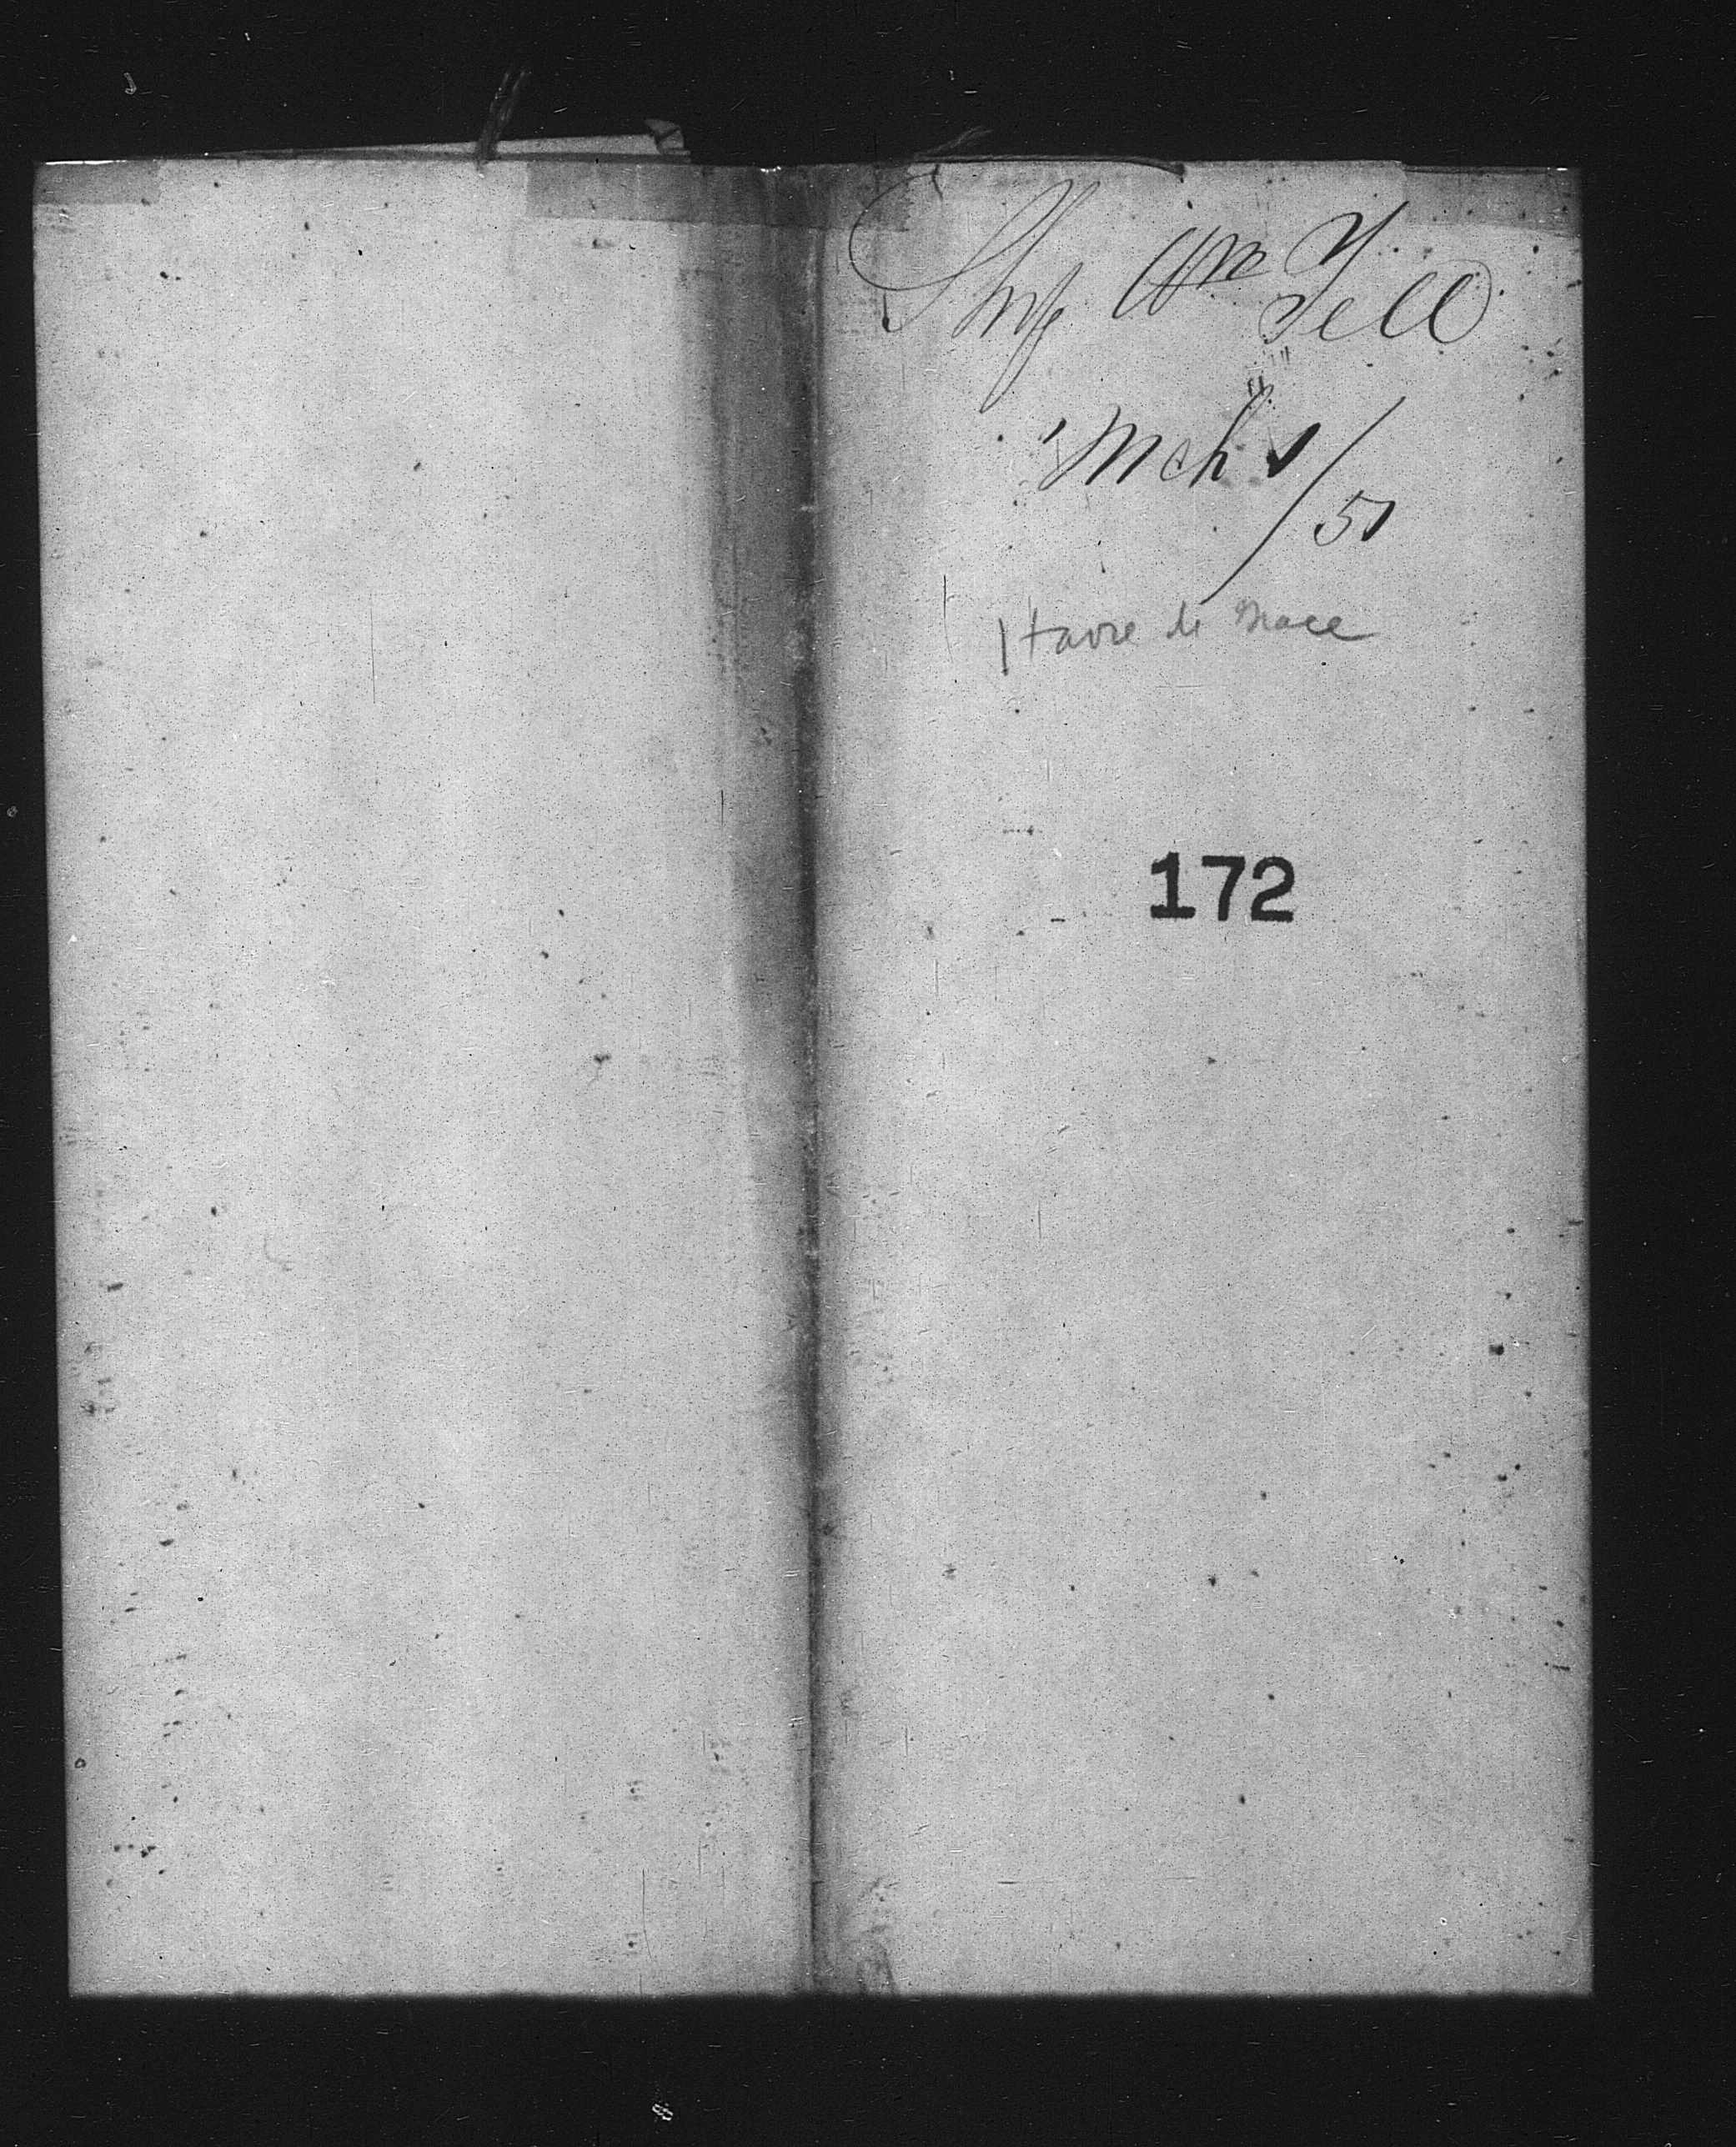 Ship Wm Tell
Mch 1/51
Havre de Grace
172